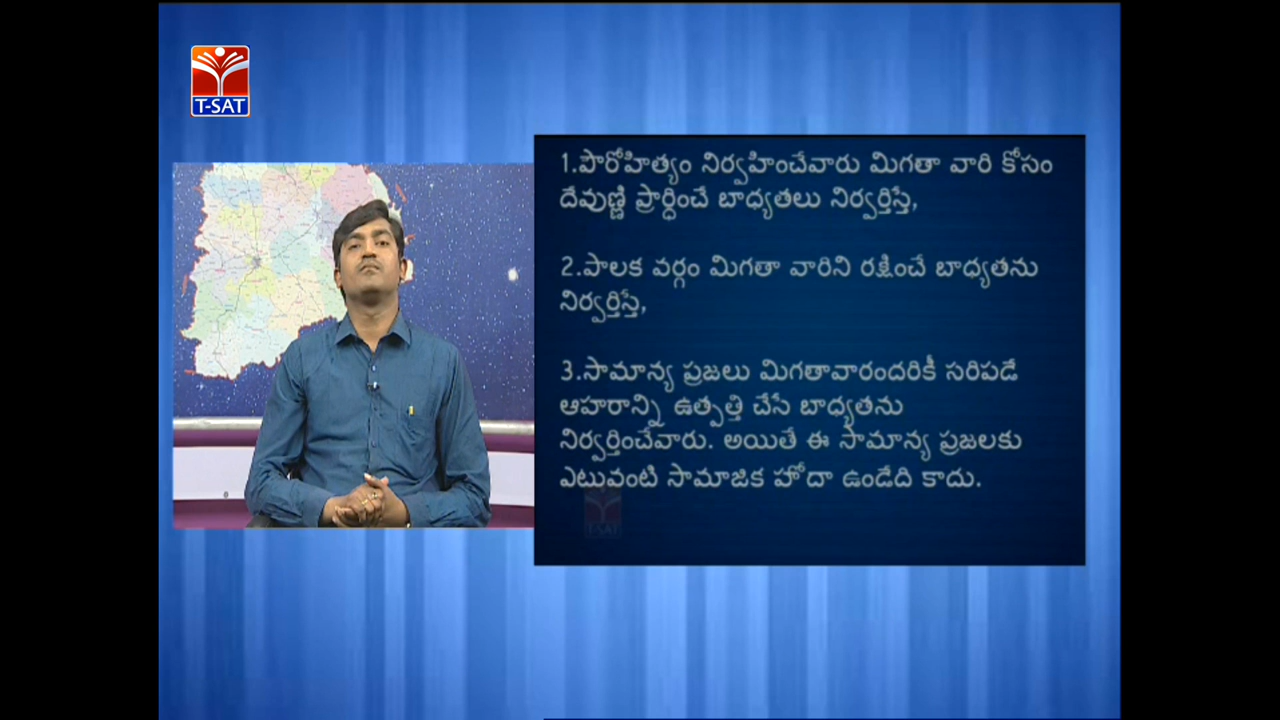 T-SAT
1.పౌరోహిత్యం నిర్వహించేవారు మిగతా వారి కోసం
దేవుణ్ణి ప్రార్ధించే బాధ్యతలు నిర్వర్తిస్తే,
2.పాలక వర్గం మిగతా వారిని రక్షించే బాధ్యతను
నిర్వర్తిస్తే,
3.సామాన్య ప్రజలు మిగతావారందరికీ సరిపడే
ఆహారాన్ని ఉత్పత్తి చేసే బాధ్యతను
నిర్వర్తించేవారు. అయితే ఈ సామాన్య ప్రజలకు
ఎటువంటి సామాజిక హోదా ఉండేది కాదు.
T-SAT